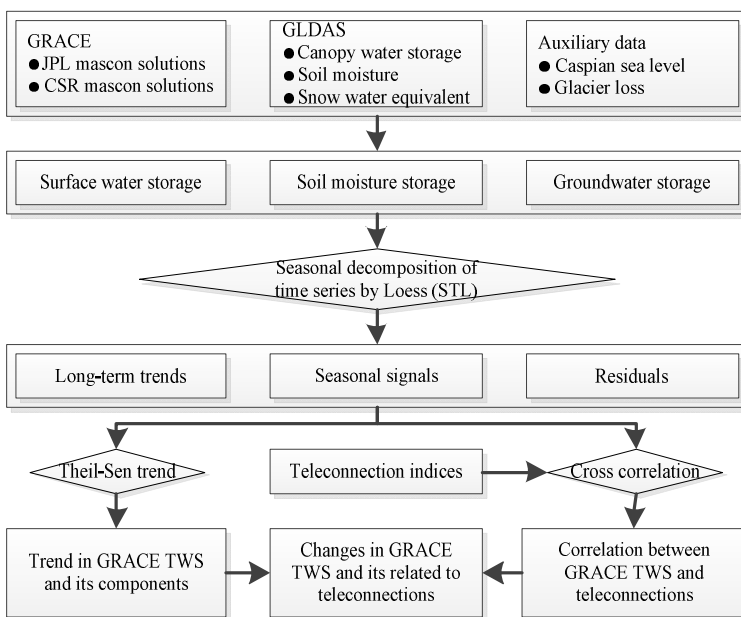 GRACE
● JPL mascon solutions
● CSR mascon solutions
GLDAS
● Canopy water storage
● Soil moisture
● Snow water equivalent
Auxiliary data
● Caspian sea level
● Glacier loss
Surface water storage
Soil moisture storage
Groundwater storage
Seasonal decomposition of
time series by Loess (STL)
Long-term trends
Seasonal signals
Residuals
Theil-Sen trend
Teleconnection indices
Cross correlation
Trend in GRACE TWS
and its components
Changes in GRACE
TWS and its related to
teleconnections
Correlation between
GRACE TWS and
teleconnections